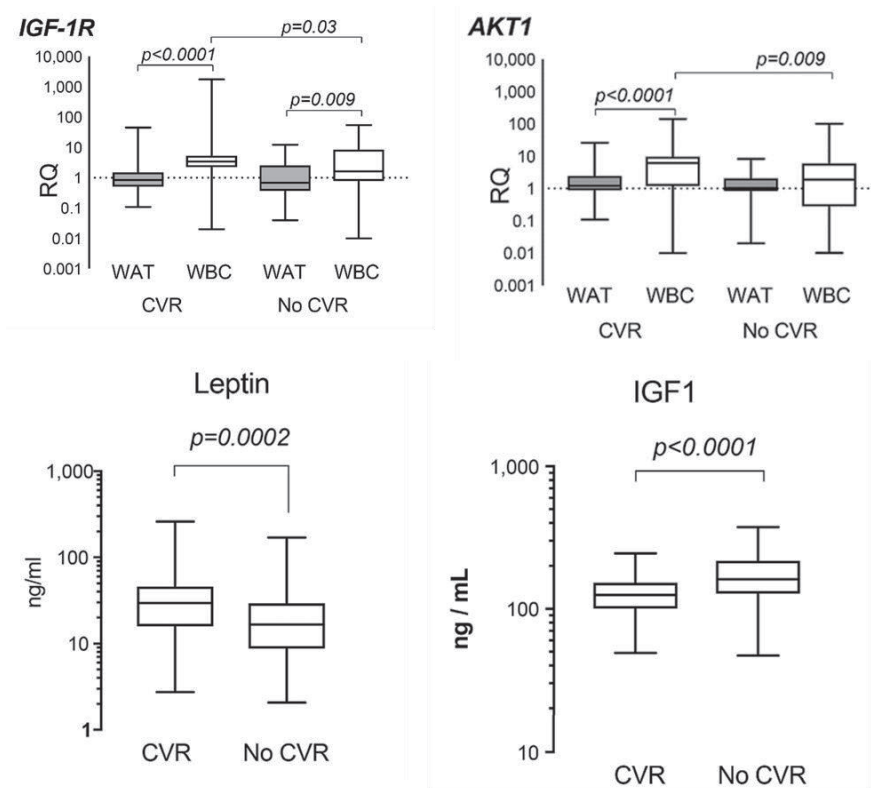 IGF-1R
p=0.03
p<0.0001
p=0.009
10,000
1,000
100
10
1
0.1
0.01
0.001
RQ
WAT
WBC
WAT
WBC
CVR
No CVR
AKT1
p=0.009
p<0.0001
10,000
1,000
100
10
1
0.1
0.01
0.001
RQ
WAT
WBC
WAT
WBC
CVR
No CVR
Leptin
p=0.0002
1,000
100
10
1
ng/ml
CVR
No CVR
IGF1
p<0.0001
1,000
100
10
ng / mL
CVR
No CVR